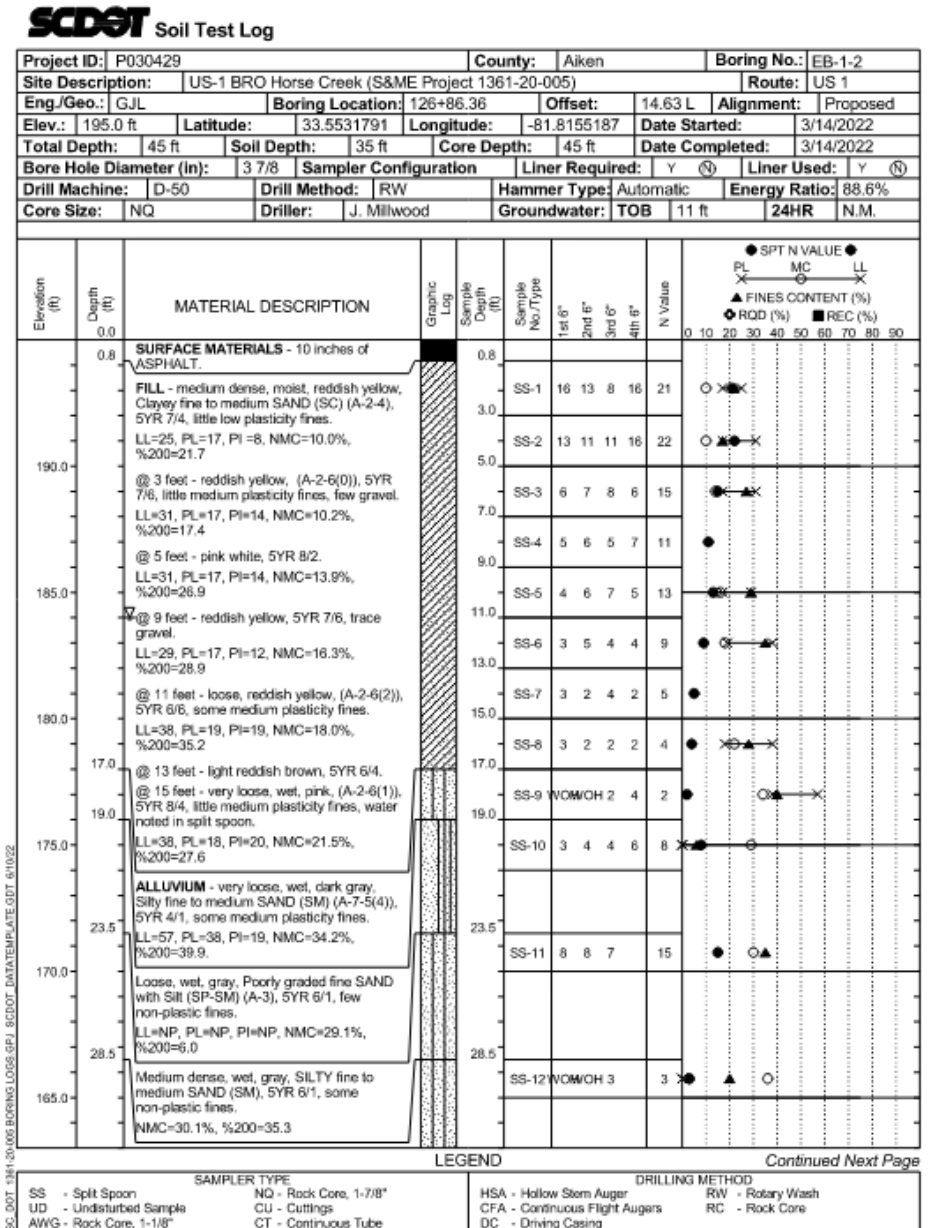 SCDOT Soil Test Log
Project ID: P030429 County: Aiken Boring No.: EB-1-2
Site Description: US-1 BRO Horse Creek (S&ME Project 1361-20-005) Route: US 1
Eng./Geo.: GJL Boring Location: 126+86.36 Offset: 14.63 L Alignment: Proposed
Elev.: 195.0 ft Latitude: 33.5531791 Longitude: -81.8155187 Date Started: 3/14/2022
Total Depth: 45 ft Soil Depth: 35 ft Core Depth: 45 ft Date Completed: 3/14/2022
Bore Hole Diameter (in): 3 7/8 Sampler Configuration Liner Required: Y N Liner Used: Y N
Drill Machine: D-50 Drill Method: RW Hammer Type: Automatic Energy Ratio: 88.6%
Core Size: NQ Driller: J. Millwood Groundwater: TOB 11 ft 24HR N.M.
Elevation (ft)
Depth (ft)
0.0
MATERIAL DESCRIPTION
Graphic Log
Sample Depth (ft)
Sample No./Type
1st 6"
2nd 6"
3rd 6"
4th 6"
N Value
SPT N VALUE
PL MC LL
FINES CONTENT (%)
RQD (%) REC (%)
0 10 20 30 40 50 60 70 80 90
0.8
SURFACE MATERIALS - 10 inches of
ASPHALT.
FILL - medium dense, moist, reddish yellow,
Clayey fine to medium SAND (SC) (A-2-4),
5YR 7/4, little low plasticity fines.
LL=25, PL=17, PI =8, NMC=10.0%,
%200=21.7
@ 3 feet - reddish yellow, (A-2-6(0)), 5YR
7/6, little medium plasticity fines, few gravel.
LL=31, PL=17, PI=14, NMC=10.2%,
%200=17.4
@ 5 feet - pink white, 5YR 8/2.
LL=31, PL=17, PI=14, NMC=13.9%,
%200=26.9
@ 9 feet - reddish yellow, 5YR 7/6, trace
gravel.
LL=29, PL=17, PI=12, NMC=16.3%,
%200=28.9
@ 11 feet - loose, reddish yellow, (A-2-6(2)),
5YR 6/6, some medium plasticity fines.
LL=38, PL=19, PI=19, NMC=18.0%,
%200=35.2
@ 13 feet - light reddish brown, 5YR 6/4.
@ 15 feet - very loose, wet, pink, (A-2-6(1)),
5YR 8/4, little medium plasticity fines, water
noted in split spoon.
LL=38, PL=18, PI=20, NMC=21.5%,
%200=27.6
ALLUVIUM - very loose, wet, dark gray,
Silty fine to medium SAND (SM) (A-7-5(4)),
5YR 4/1, some medium plasticity fines.
LL=57, PL=38, PI=19, NMC=34.2%,
%200=39.9.
Loose, wet, gray, Poorly graded fine SAND
with Silt (SP-SM) (A-3), 5YR 6/1, few
non-plastic fines.
LL=NP, PL=NP, PI=NP, NMC=29.1%,
%200=6.0
Medium dense, wet, gray, SILTY fine to
medium SAND (SM), 5YR 6/1, some
non-plastic fines.
NMC=30.1%, %200=35.3
190.0
185.0
180.0
175.0
170.0
165.0
17.0
19.0
23.5
28.5
0.8
SS-1 16 13 8 16 21
3.0
SS-2 13 11 11 16 22
5.0
SS-3 6 7 8 6 15
7.0
SS-4 5 6 5 7 11
9.0
SS-5 4 6 7 5 13
11.0
SS-6 3 5 4 4 9
13.0
SS-7 3 2 4 2 5
15.0
SS-8 3 2 2 2 4
17.0
SS-9 WOH WOH 2 4 2
19.0
SS-10 3 4 4 6 8
23.5
SS-11 8 8 7 15
28.5
SS-12 WOH WOH 3 3
LEGEND
Continued Next Page
SAMPLER TYPE
SS - Split Spoon
UD - Undisturbed Sample
AWG - Rock Core, 1-1/8"
NQ - Rock Core, 1-7/8"
CU - Cuttings
CT - Continuous Tube
DRILLING METHOD
HSA - Hollow Stem Auger
CFA - Continuous Flight Augers
DC - Driving Casing
RW - Rotary Wash
RC - Rock Core
SC_DOT 1361-20-005 BORING LOGS.GPJ SCDOT_DATATEMPLATE.GDT 6/10/22